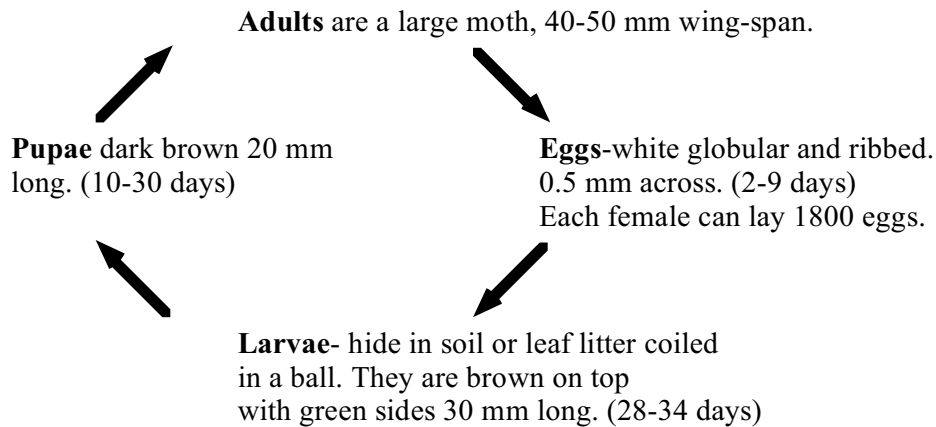 Adults are a large moth, 40-50 mm wing-span.
Eggs-white globular and ribbed.
0.5 mm across. (2-9 days)
Each female can lay 1800 eggs.
Larvae- hide in soil or leaf litter coiled
in a ball. They are brown on top
with green sides 30 mm long. (28-34 days)
Pupae dark brown 20 mm
long. (10-30 days)